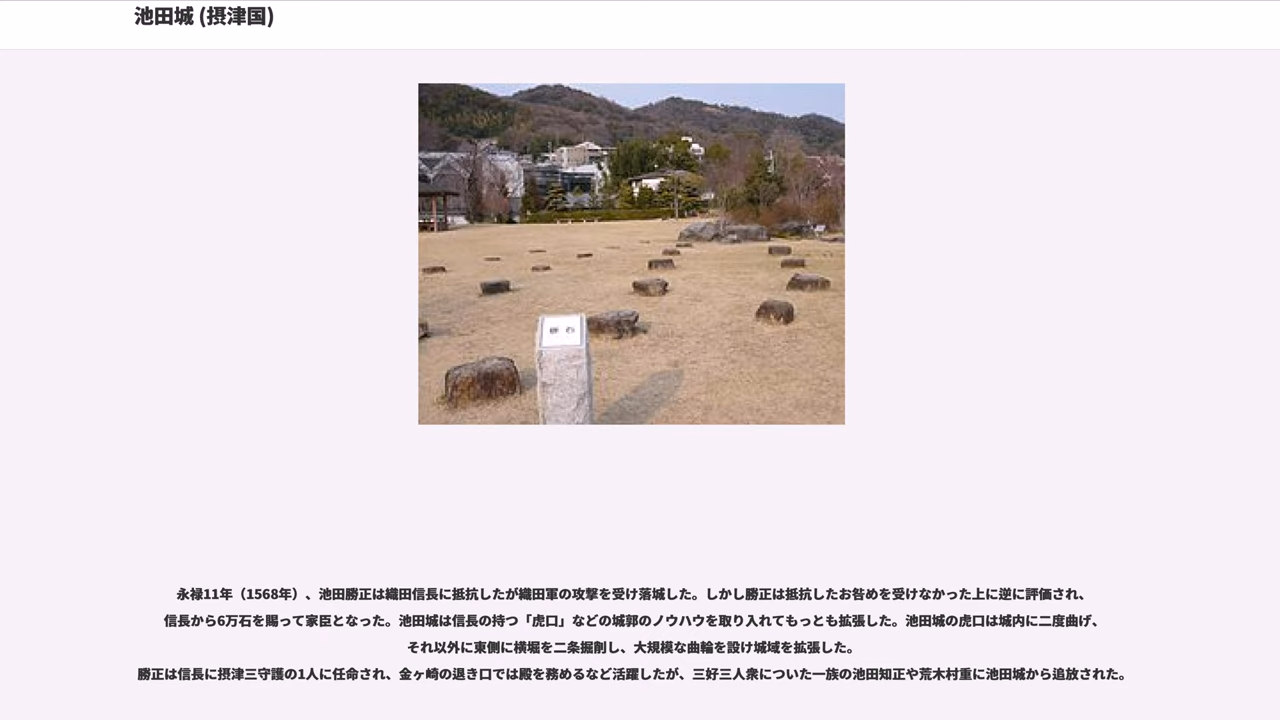 池田城 (摂津国)
永禄11年（1568年）、池田勝正は織田信長に抵抗したが織田軍の攻撃を受け落城した。しかし勝正は抵抗したお咎めを受けなかった上に逆に評価され、
信長から6万石を賜って家臣となった。池田城は信長の持つ「虎口」などの城郭のノウハウを取り入れてもっとも拡張した。池田城の虎口は城内に二度曲げ、
それ以外に東側に横堀を二条掘削し、大規模な曲輪を設け城域を拡張した。
勝正は信長に摂津三守護の1人に任命され、金ヶ崎の退き口では殿を務めるなど活躍したが、三好三人衆についた一族の池田知正や荒木村重に池田城から追放された。